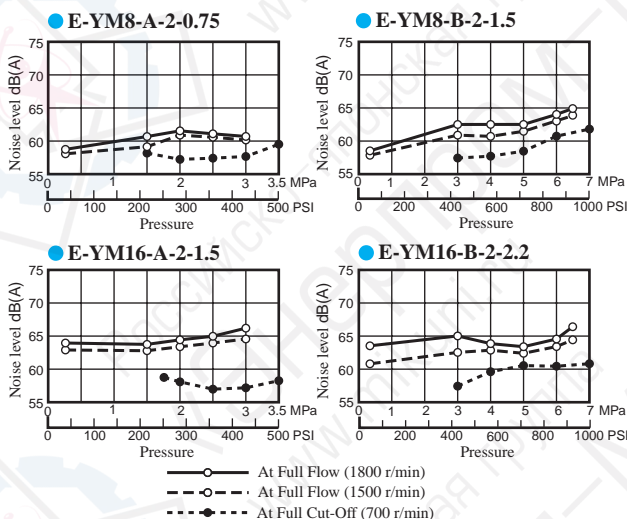 E-YM8-A-2-0.75
Noise level dB(A)
75
70
65
60
55
0 1 2 3 3.5 MPa
0 100 200 300 400 500 PSI
Pressure
E-YM8-B-2-1.5
Noise level dB(A)
75
70
65
60
55
0 1 2 3 4 5 6 7 MPa
0 200 400 600 800 1000 PSI
Pressure
E-YM16-A-2-1.5
Noise level dB(A)
75
70
65
60
55
0 1 2 3 3.5 MPa
0 100 200 300 400 500 PSI
Pressure
E-YM16-B-2-2.2
Noise level dB(A)
75
70
65
60
55
0 1 2 3 4 5 6 7 MPa
0 200 400 600 800 1000 PSI
Pressure
At Full Flow (1800 r/min)
At Full Flow (1500 r/min)
At Full Cut-Off (700 r/min)